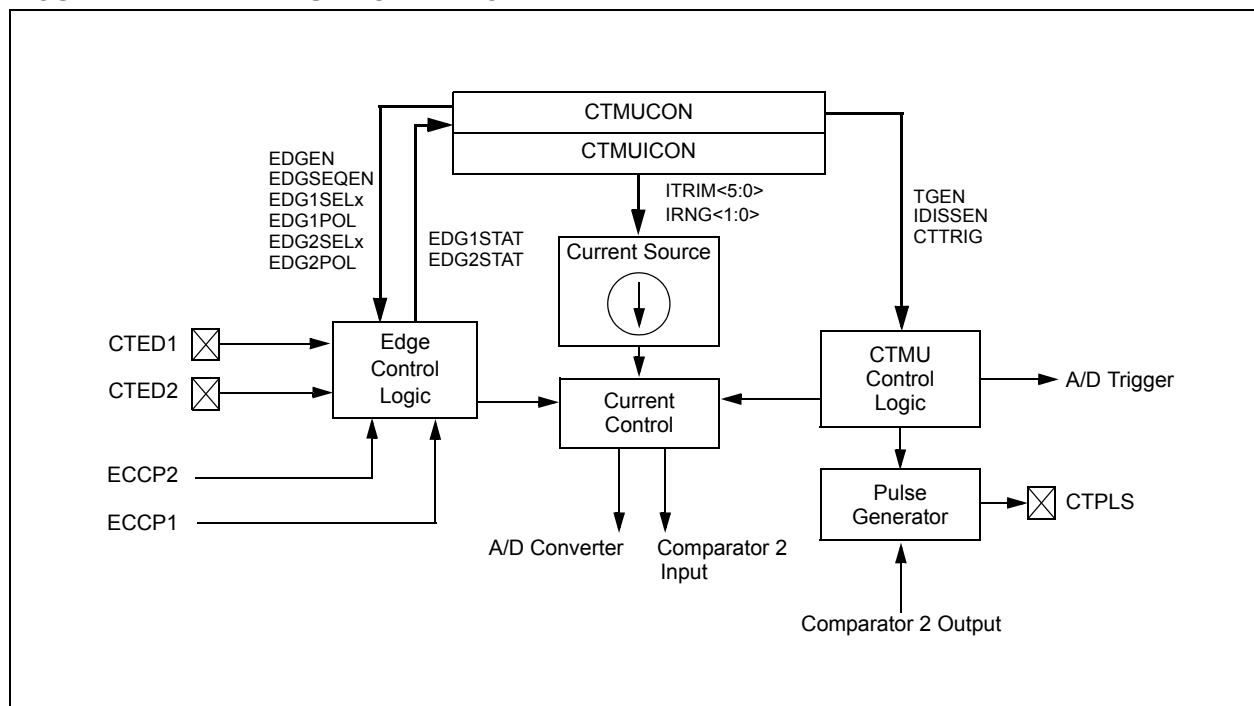 CTMUCON
CTMUICON
EDGEN
EDGSEQEN
EDG1SELx
EDG1POL
EDG2SELx
EDG2POL
EDG1STAT
EDG2STAT
ITRIM<5:0>
IRNG<1:0>
TGEN
IDISSEN
CTTRIG
Current Source
CTED1
CTED2
Edge
Control
Logic
Current
Control
CTMU
Control
Logic
A/D Trigger
ECCP2
ECCP1
Pulse
Generator
CTPLS
A/D Converter
Comparator 2
Input
Comparator 2 Output